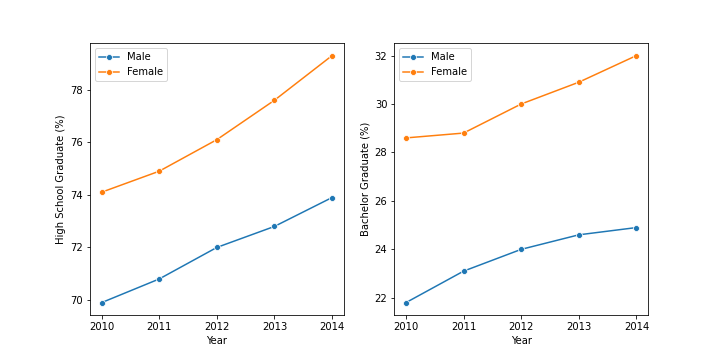 Male
Female
High School Graduate (%)
78
76
74
72
70
2010 2011 2012 2013 2014
Year
Male
Female
Bachelor Graduate (%)
32
30
28
26
24
22
2010 2011 2012 2013 2014
Year